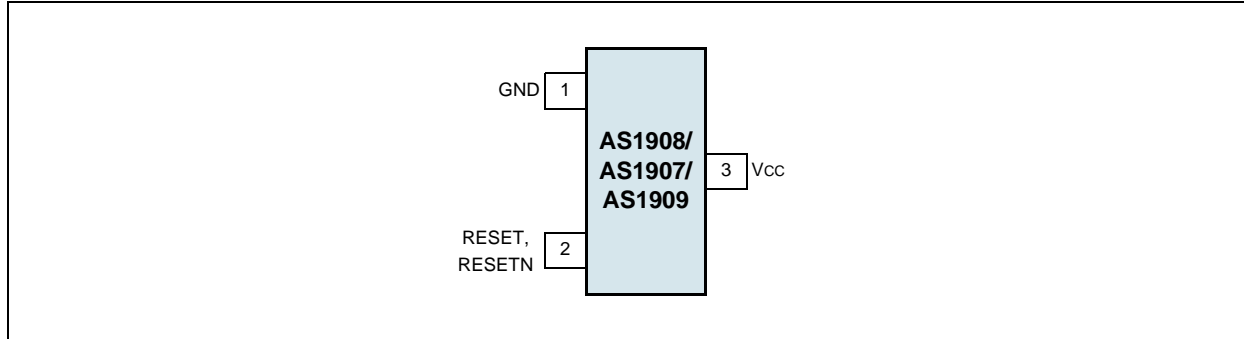 GND 1
AS1908/
AS1907/
AS1909
3 VCC
RESET,
RESETN
2